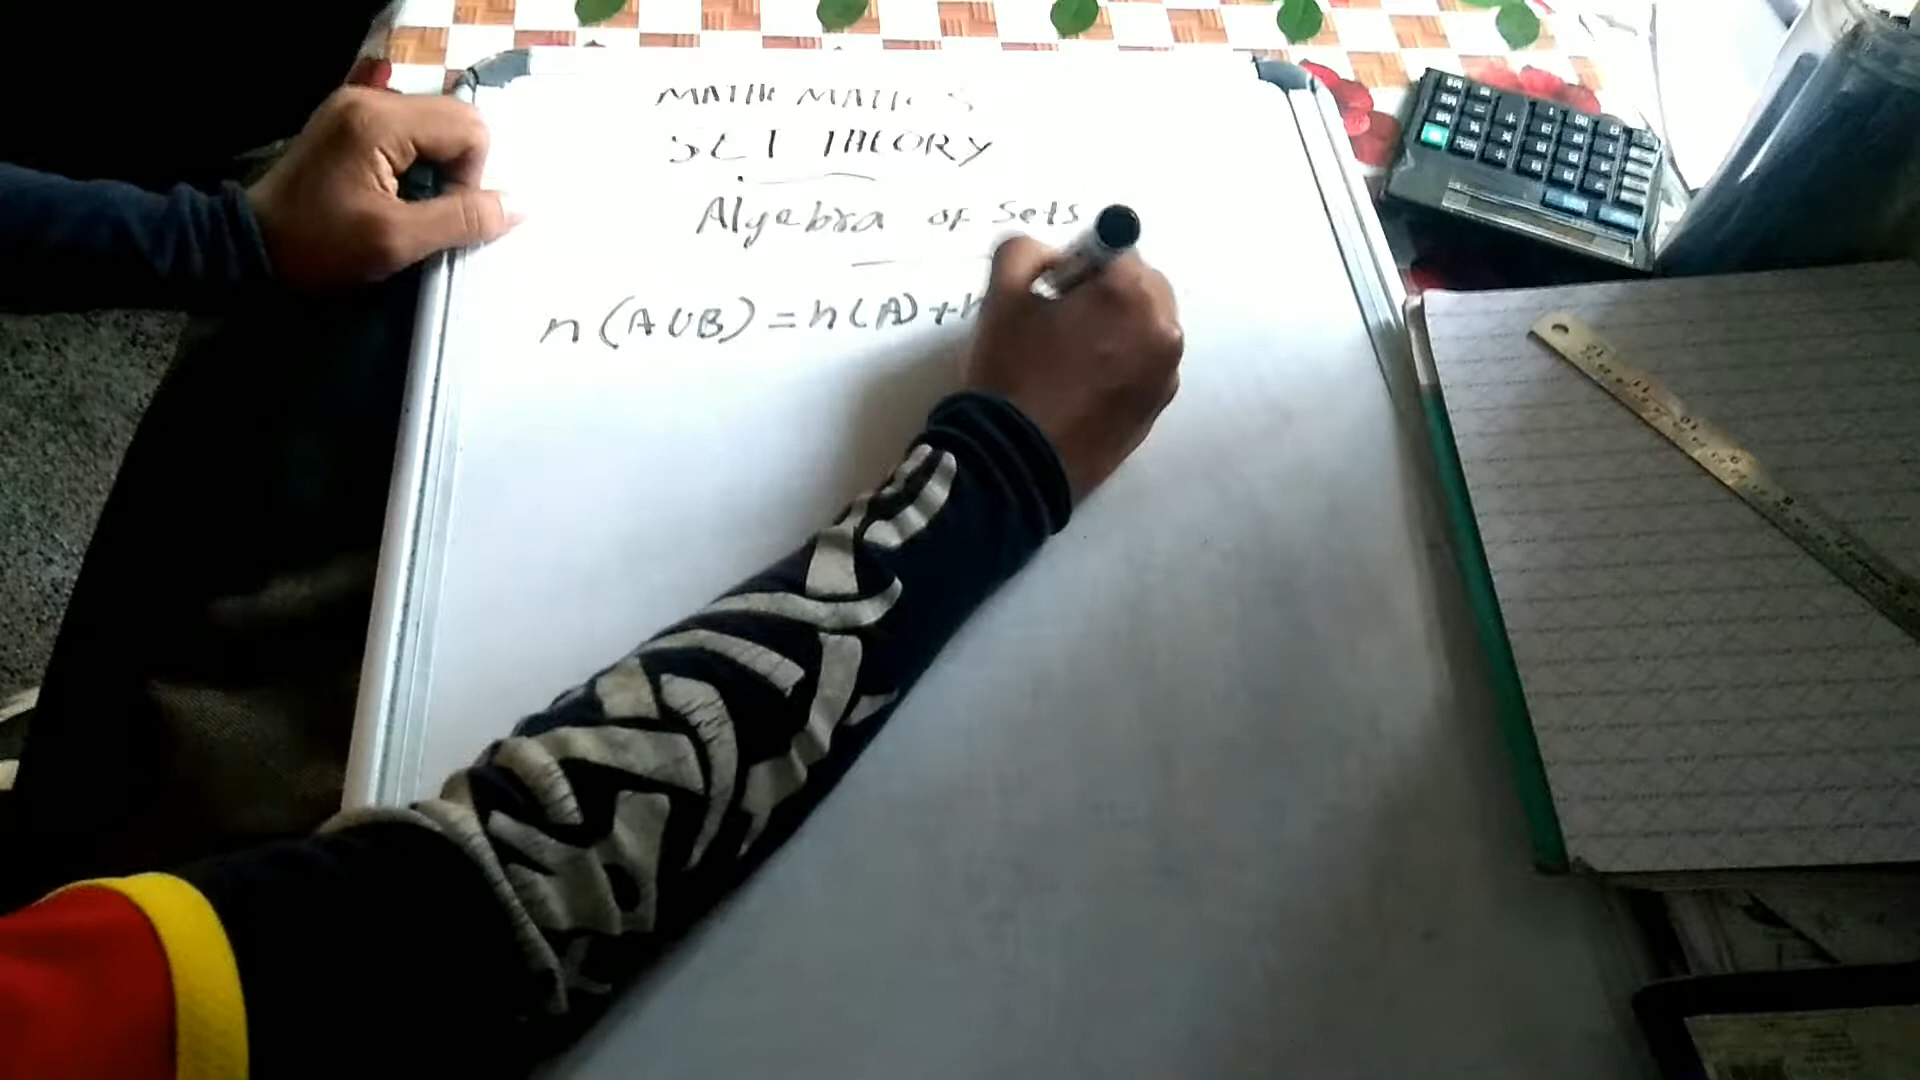 MATHEMATICS
SET THEORY
Algebra of Sets
n(A∪B) = n(A) + n